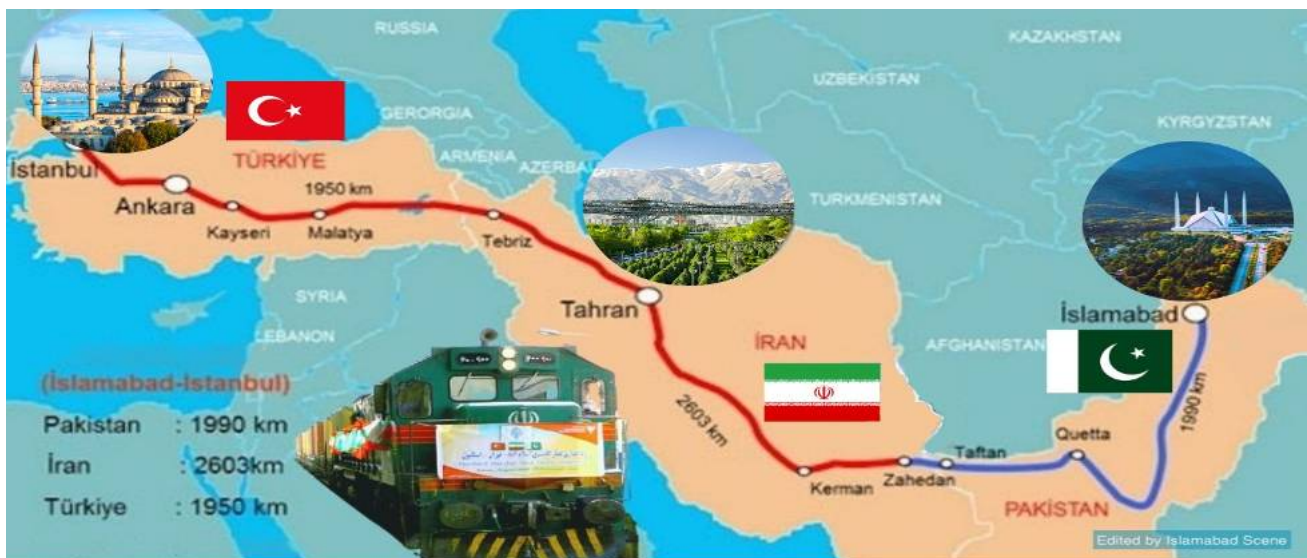 RUSSIA
KAZAKHSTAN
UZBEKISTAN
GERORGIA
KYRGYZSTAN
ARMENIA
AZERBA
TÜRKİYE
İstanbul
1950 km
TURKMENISTAN
Ankara
Kayseri
Malatya
Tebriz
SYRIA
Tahran
İslamabad
LEBANON
İRAN
AFGHANISTAN
(İslamabad-Istanbul)
Pakistan : 1990 km
İran : 2603km
Türkiye : 1950 km
2603 km
1990 km
Quetta
Taftan
Zahedan
Kerman
PAKİSTAN
Edited by Islamabad Scene